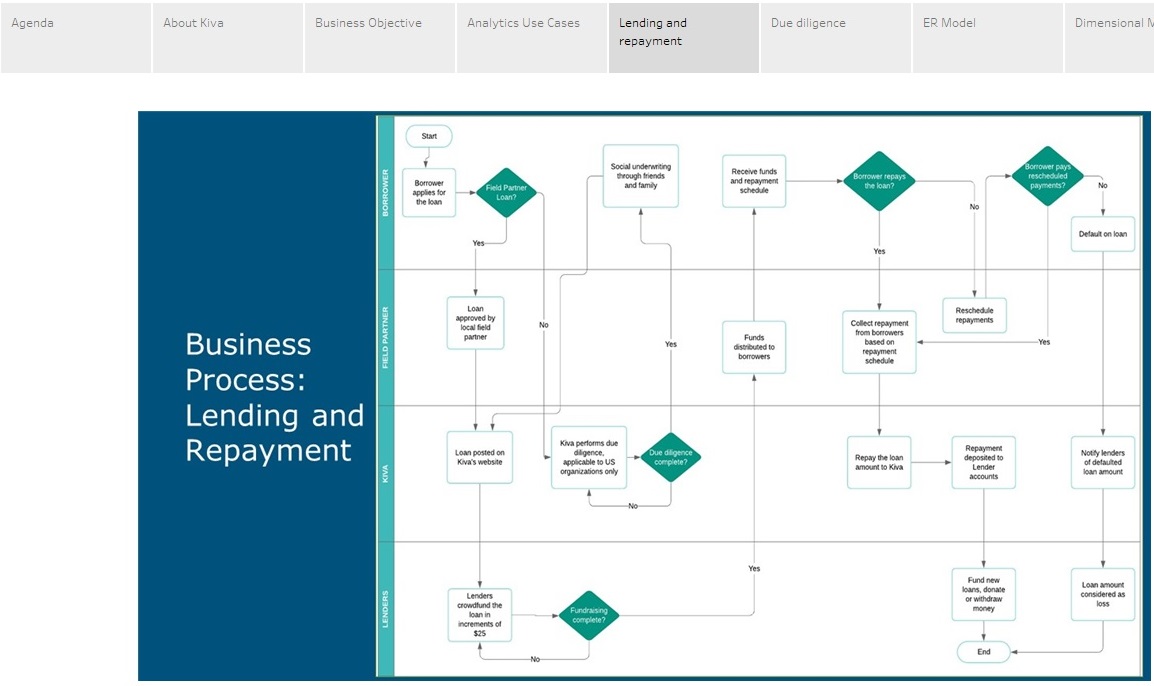 Agenda
About Kiva
Business Objective
Analytics Use Cases
Lending and
repayment
Due diligence
ER Model
Dimensional M
Business
Process:
Lending and
Repayment
BORROWER
Start
Borrower
applies for
the loan
Field Partner
Loan?
Yes
No
Social underwriting
through friends
and family
Receive funds
and repayment
schedule
Borrower repays
the loan?
Yes
No
Borrower pays
rescheduled
payments?
No
Default on loan
FIELD PARTNER
Loan
approved by
local field
partner
Yes
Funds
distributed to
borrowers
Collect repayment
from borrowers
based on
repayment
schedule
Reschedule
repayments
Yes
KIVA
Loan posted on
Kiva's website
Kiva performs due
diligence,
applicable to US
organizations only
Due diligence
complete?
No
Repay the loan
amount to Kiva
Repayment
deposited to
Lender
accounts
Notify lenders
of defaulted
loan amount
LENDERS
Lenders
crowdfund the
loan in
increments of
$25
Fundraising
complete?
No
Yes
Fund new
loans, donate
or withdraw
money
Loan amount
considered as
loss
End